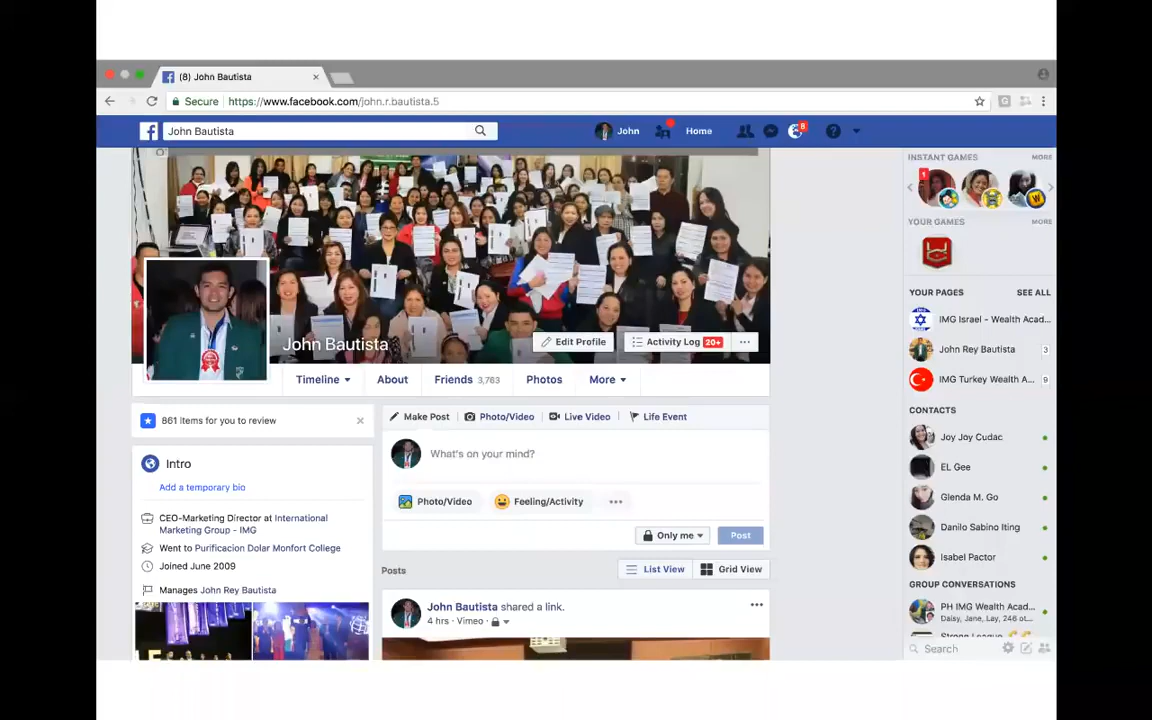 (8) John Bautista
Secure https://www.facebook.com/john.r.bautista.5
John Bautista
John
Home
8
INSTANT GAMES MORE
1
YOUR GAMES MORE
YOUR PAGES SEE ALL
IMG Israel - Wealth Acad...
John Rey Bautista 3
IMG Turkey Wealth A... 9
CONTACTS
Joy Joy Cudac
EL Gee
Glenda M. Go
Danilo Sabino Iting
Isabel Pactor
GROUP CONVERSATIONS
PH IMG Wealth Acad...
Daisy, Jane, Lay, 246 ot...
Search
John Bautista
Edit Profile
Activity Log 20+
Timeline
About
Friends 3,763
Photos
More
861 items for you to review
Intro
Add a temporary bio
CEO-Marketing Director at International
Marketing Group - IMG
Went to Purificacion Dolar Monfort College
Joined June 2009
Manages John Rey Bautista
Make Post
Photo/Video
Live Video
Life Event
What's on your mind?
Photo/Video
Feeling/Activity
Only me
Post
Posts
List View
Grid View
John Bautista shared a link.
4 hrs · Vimeo ·